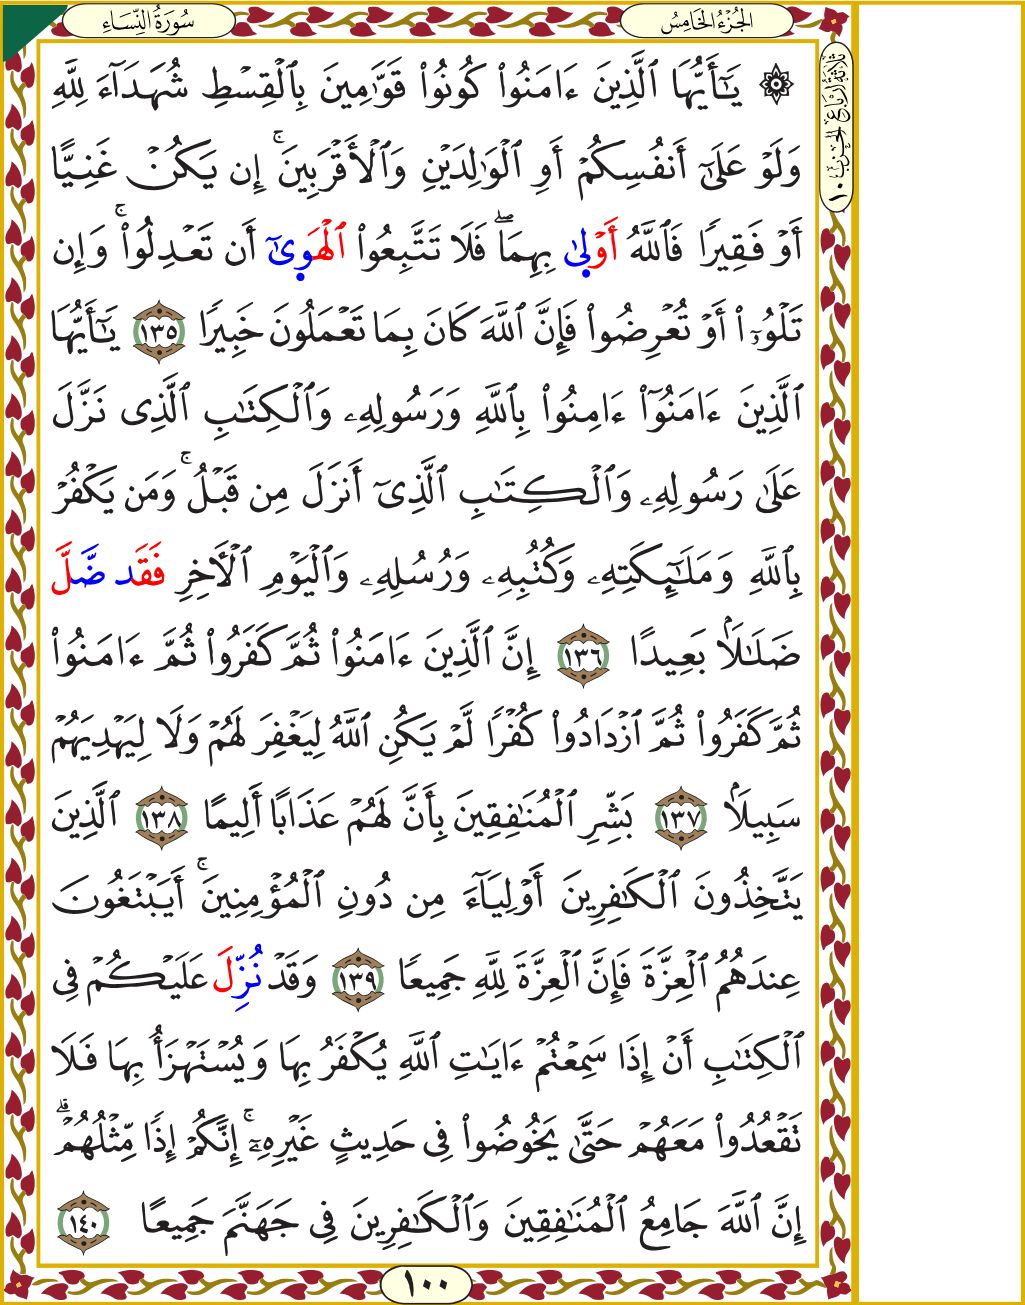 سُورَةُ النِّسَاءِ
الجُزْءُ الخَامِسُ
ثلاثة أرباع الحزب ١٠
۞ يَٰٓأَيُّهَا ٱلَّذِينَ ءَامَنُواْ كُونُواْ قَوَّٰمِينَ بِٱلْقِسْطِ شُهَدَآءَ لِلَّهِ
وَلَوْ عَلَىٰٓ أَنفُسِكُمْ أَوِ ٱلْوَٰلِدَيْنِ وَٱلْأَقْرَبِينَ ۚ إِن يَكُنْ غَنِيًّا
أَوْ فَقِيرًا فَٱللَّهُ أَوْلِىٰ بِهِمَا ۖ فَلَا تَتَّبِعُواْ ٱلْهَوِىٰٓ أَن تَعْدِلُواْ ۚ وَإِن
تَلْوُۥٓاْ أَوْ تُعْرِضُواْ فَإِنَّ ٱللَّهَ كَانَ بِمَا تَعْمَلُونَ خَبِيرًا ١٣٥ يَٰٓأَيُّهَا
ٱلَّذِينَ ءَامَنُوٓاْ ءَامِنُواْ بِٱللَّهِ وَرَسُولِهِۦ وَٱلْكِتَٰبِ ٱلَّذِى نَزَّلَ
عَلَىٰ رَسُولِهِۦ وَٱلْكِتَٰبِ ٱلَّذِىٓ أَنزَلَ مِن قَبْلُ ۚ وَمَن يَكْفُرْ
بِٱللَّهِ وَمَلَٰٓئِكَتِهِۦ وَكُتُبِهِۦ وَرُسُلِهِۦ وَٱلْيَوْمِ ٱلْأَخِرِ فَقَد ضَّلَّ
ضَلَٰلَۢا بَعِيدًا ١٣٦ إِنَّ ٱلَّذِينَ ءَامَنُواْ ثُمَّ كَفَرُواْ ثُمَّ ءَامَنُواْ
ثُمَّ كَفَرُواْ ثُمَّ ٱزْدَادُواْ كُفْرًا لَّمْ يَكُنِ ٱللَّهُ لِيَغْفِرَ لَهُمْ وَلَا لِيَهْدِيَهُمْ
سَبِيلَۢا ١٣٧ بَشِّرِ ٱلْمُنَٰفِقِينَ بِأَنَّ لَهُمْ عَذَابًا أَلِيمًا ١٣٨ ٱلَّذِينَ
يَتَّخِذُونَ ٱلْكَٰفِرِينَ أَوْلِيَآءَ مِن دُونِ ٱلْمُؤْمِنِينَ ۚ أَيَبْتَغُونَ
عِندَهُمُ ٱلْعِزَّةَ فَإِنَّ ٱلْعِزَّةَ لِلَّهِ جَمِيعًا ١٣٩ وَقَدْ نُزِّلَ عَلَيْكُمْ فِى
ٱلْكِتَٰبِ أَنْ إِذَا سَمِعْتُمْ ءَايَٰتِ ٱللَّهِ يُكْفَرُ بِهَا وَيُسْتَهْزَأُ بِهَا فَلَا
تَقْعُدُواْ مَعَهُمْ حَتَّىٰ يَخُوضُواْ فِى حَدِيثٍ غَيْرِهِۦٓ ۚ إِنَّكُمْ إِذًا مِّثْلُهُمْ ۗ
إِنَّ ٱللَّهَ جَامِعُ ٱلْمُنَٰفِقِينَ وَٱلْكَٰفِرِينَ فِى جَهَنَّمَ جَمِيعًا ١٤٠
١٠٠